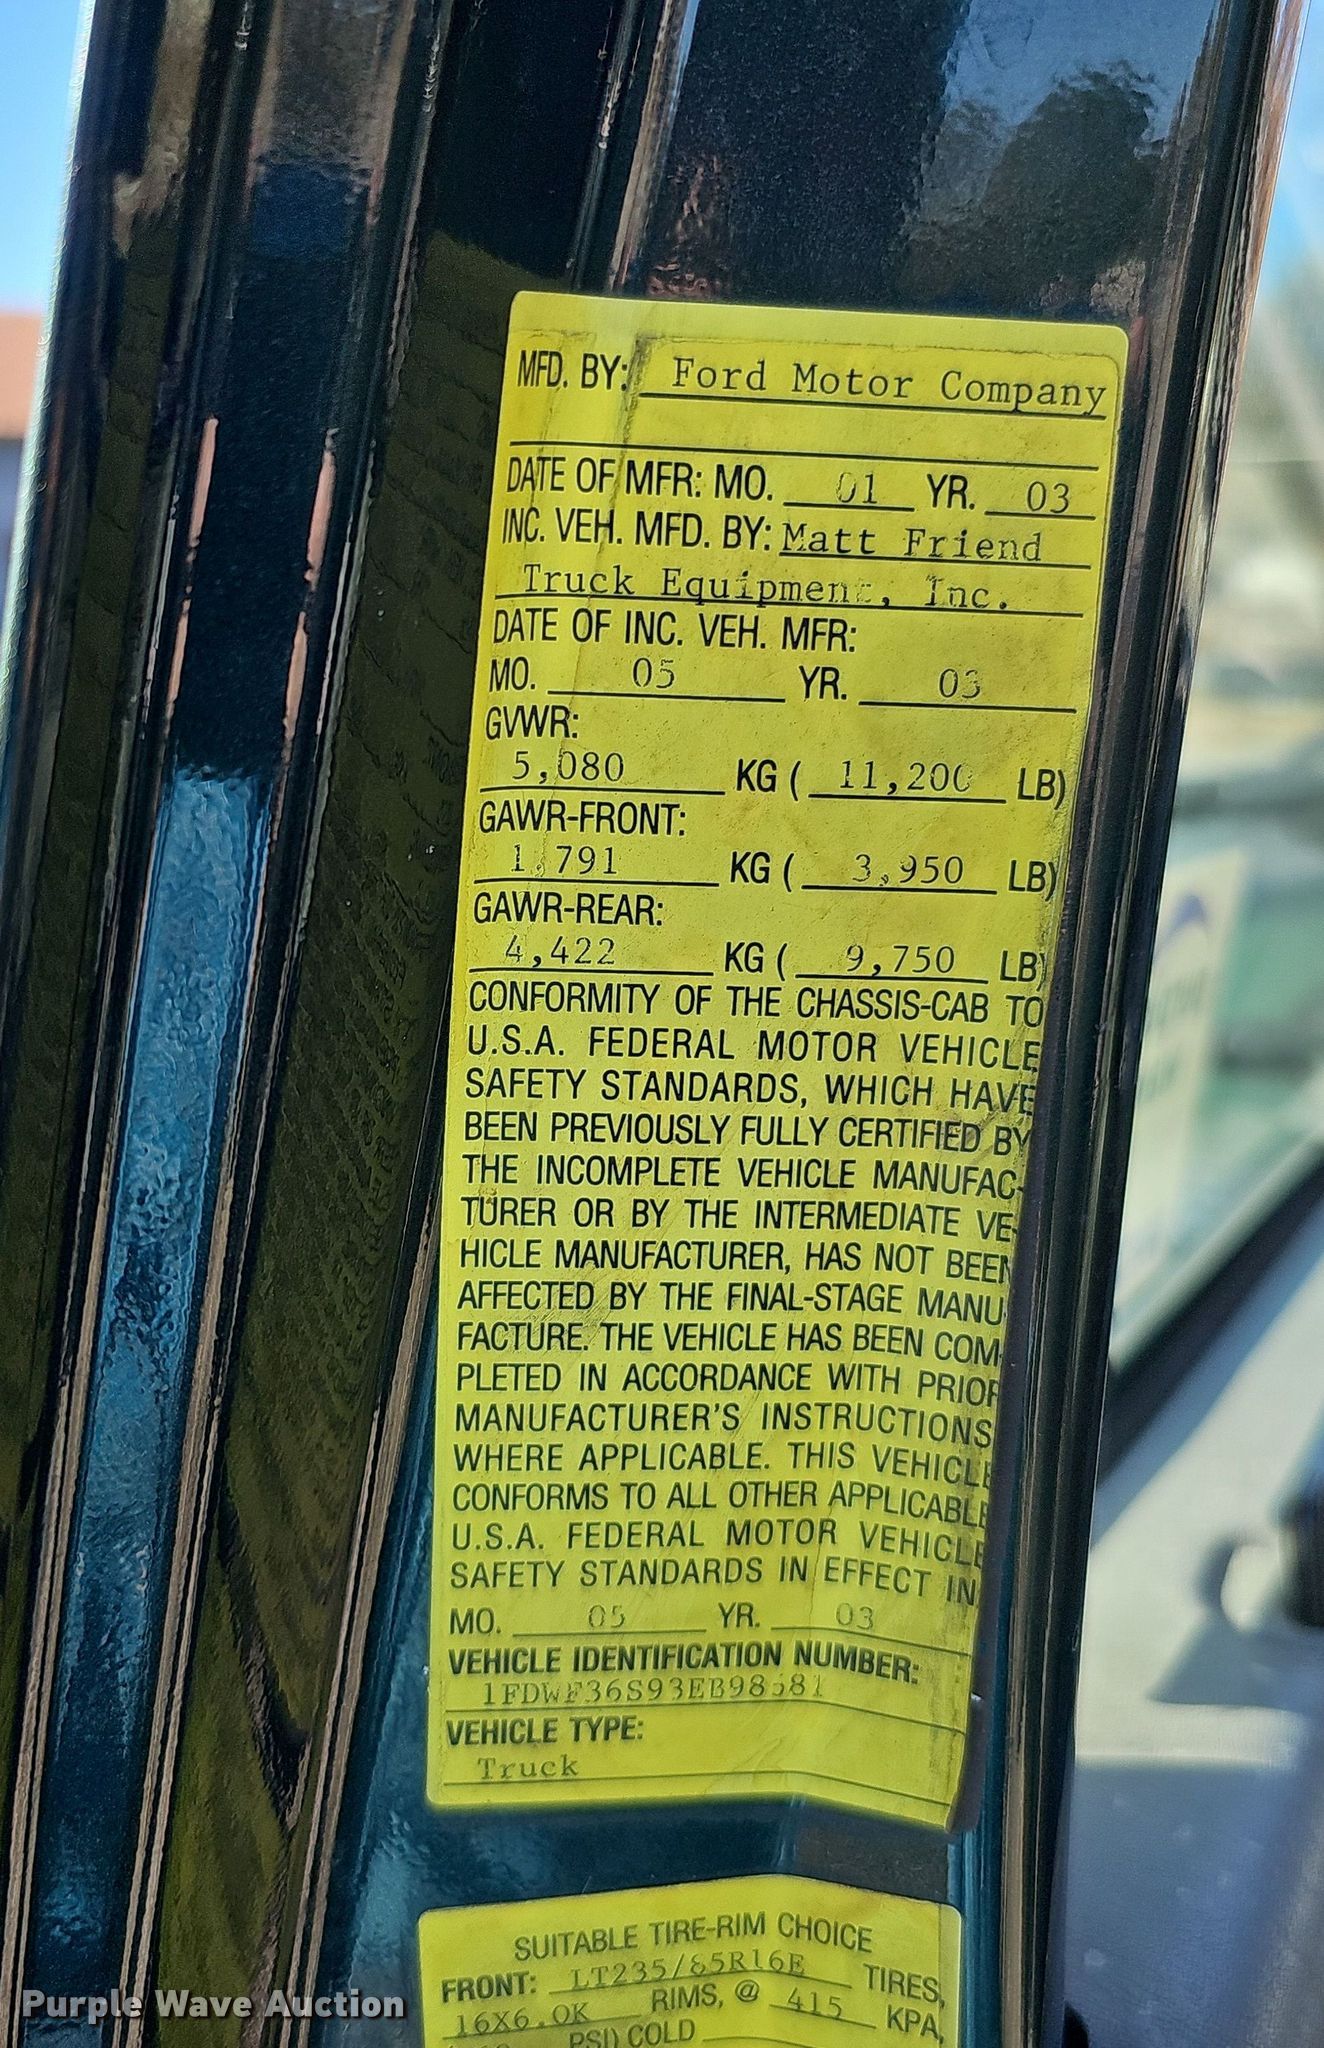 MFD. BY: Ford Motor Company
DATE OF MFR: MO. 01 YR. 03
INC. VEH. MFD. BY: Matt Friend
Truck Equipment, Inc.
DATE OF INC. VEH. MFR:
MO. 05 YR. 03
GVWR:
5,080 KG ( 11,200 LB)
GAWR-FRONT:
1,791 KG ( 3,950 LB)
GAWR-REAR:
4,422 KG ( 9,750 LB)
CONFORMITY OF THE CHASSIS-CAB TO
U.S.A. FEDERAL MOTOR VEHICLE
SAFETY STANDARDS, WHICH HAVE
BEEN PREVIOUSLY FULLY CERTIFIED BY
THE INCOMPLETE VEHICLE MANUFAC-
TURER OR BY THE INTERMEDIATE VE-
HICLE MANUFACTURER, HAS NOT BEEN
AFFECTED BY THE FINAL-STAGE MANU-
FACTURE. THE VEHICLE HAS BEEN COM-
PLETED IN ACCORDANCE WITH PRIOR
MANUFACTURER'S INSTRUCTIONS
WHERE APPLICABLE. THIS VEHICLE
CONFORMS TO ALL OTHER APPLICABLE
U.S.A. FEDERAL MOTOR VEHICLE
SAFETY STANDARDS IN EFFECT IN
MO. 05 YR. 03
VEHICLE IDENTIFICATION NUMBER:
VEHICLE TYPE:
Truck
SUITABLE TIRE-RIM CHOICE
FRONT: LT235/85R16E TIRES,
16X6.0K RIMS, @ 415 KPA,
PSI) COLD
Purple Wave Auction